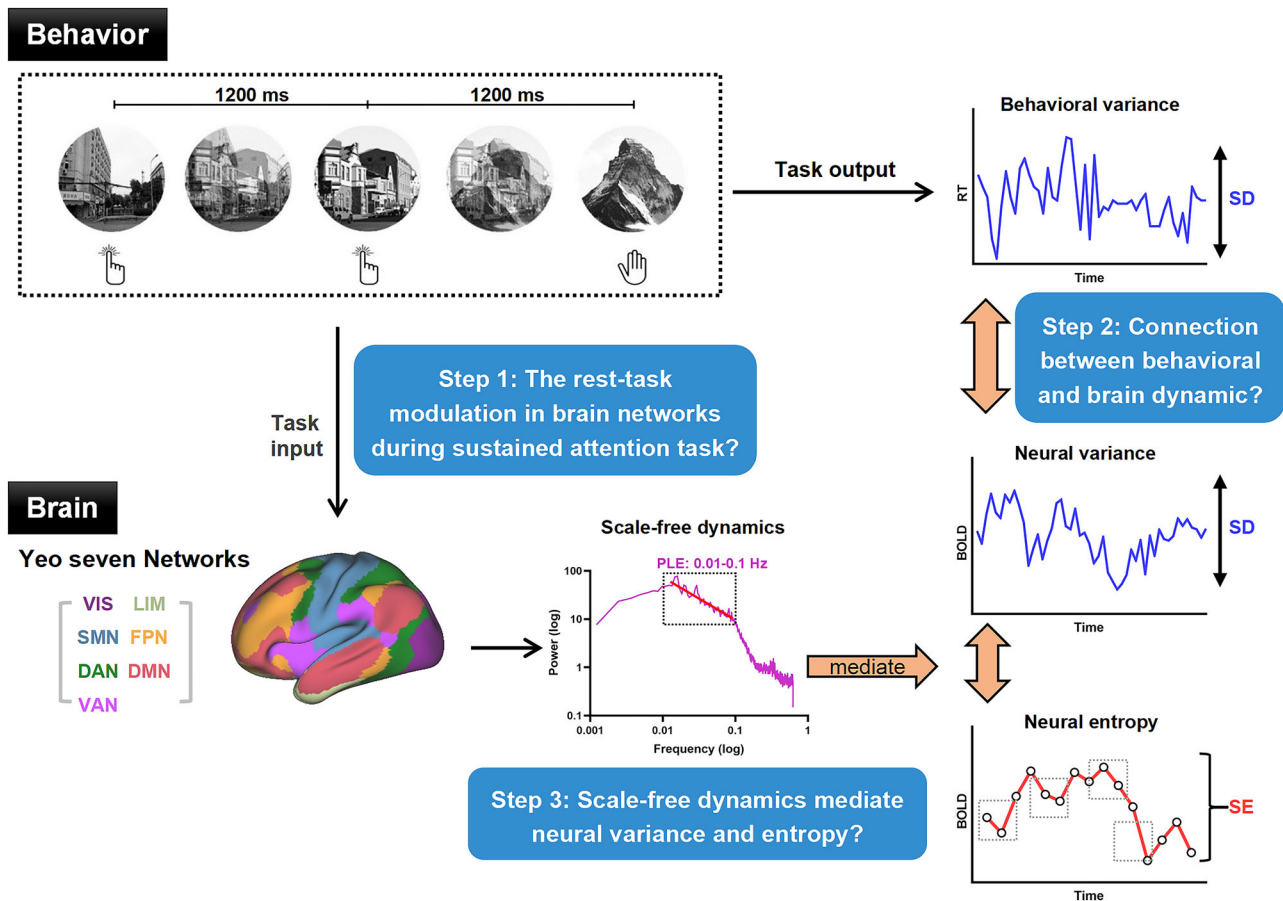 Behavior
1200 ms
1200 ms
Task output
Behavioral variance
RT
SD
Time
Step 1: The rest-task
modulation in brain networks
during sustained attention task?
Task
input
Step 2: Connection
between behavioral
and brain dynamic?
Neural variance
BOLD
SD
Time
Brain
Yeo seven Networks
VIS LIM
SMN FPN
DAN DMN
VAN
Scale-free dynamics
PLE: 0.01-0.1 Hz
Power (log)
100
10
1
0.1
0.001
0.01
0.1
1
Frequency (log)
mediate
Step 3: Scale-free dynamics mediate
neural variance and entropy?
Neural entropy
BOLD
SE
Time